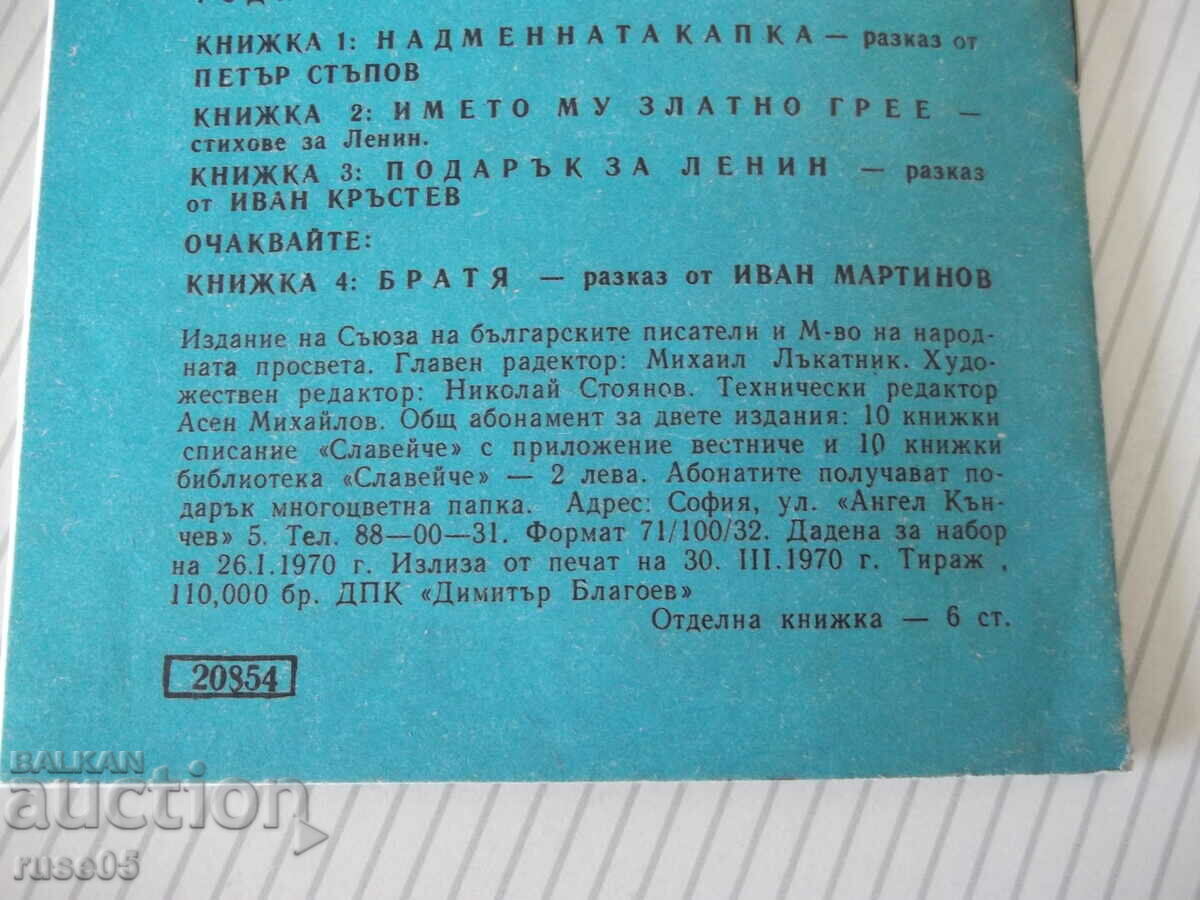 КНИЖКА 1: НАДМЕННАТА КАПКА — разказ от
ПЕТЪР СТЪПОВ
КНИЖКА 2: ИМЕТО МУ ЗЛАТНО ГРЕЕ —
стихове за Ленин.
КНИЖКА 3: ПОДАРЪК ЗА ЛЕНИН — разказ
от ИВАН КРЪСТЕВ
ОЧАКВАЙТЕ:
КНИЖКА 4: БРАТЯ — разказ от ИВАН МАРТИНОВ
Издание на Съюза на българските писатели и М-во на народ-
ната просвета. Главен радектор: Михаил Лъкатник. Худо-
жествен редактор: Николай Стоянов. Технически редактор
Асен Михайлов. Общ абонамент за двете издания: 10 книжки
списание «Славейче» с приложение вестниче и 10 книжки
библиотека «Славейче» — 2 лева. Абонатите получават по-
дарък многоцветна папка. Адрес: София, ул. «Ангел Кън-
чев» 5. Тел. 88—00—31. Формат 71/100/32. Дадена за набор
на 26.I.1970 г. Излиза от печат на 30. III.1970 г. Тираж ,
110,000 бр. ДПК «Димитър Благоев»
Отделна книжка — 6 ст.
20854
BALKAN
auction
ruse05